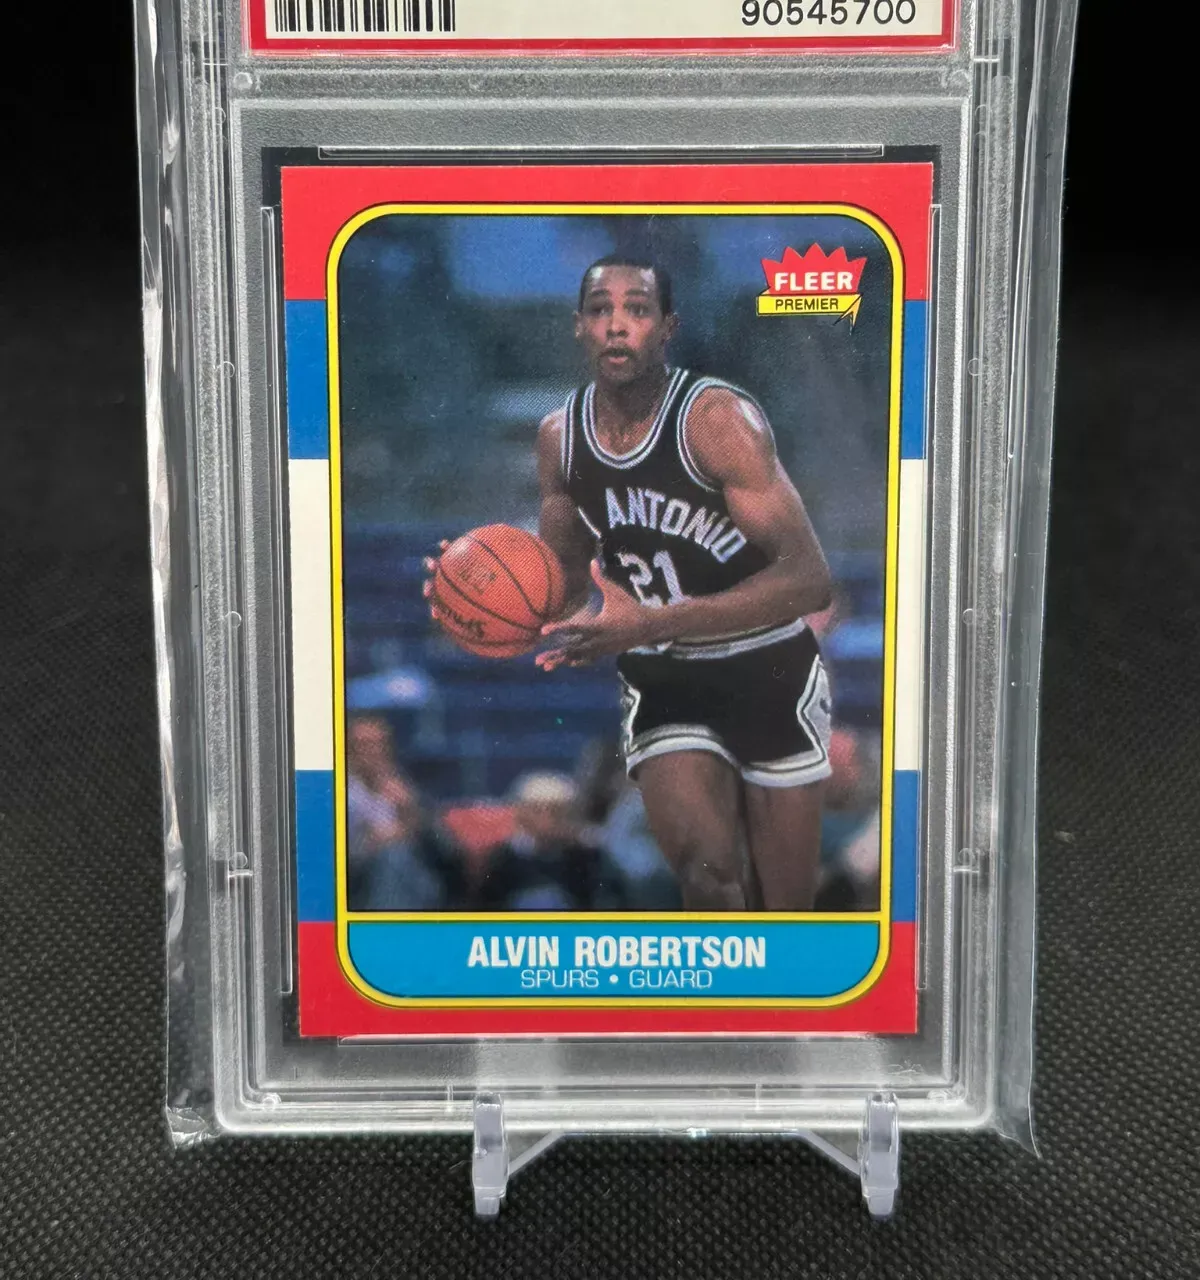 90545700
FLEER
PREMIER
ANTONIO
21
ALVIN ROBERTSON
SPURS • GUARD